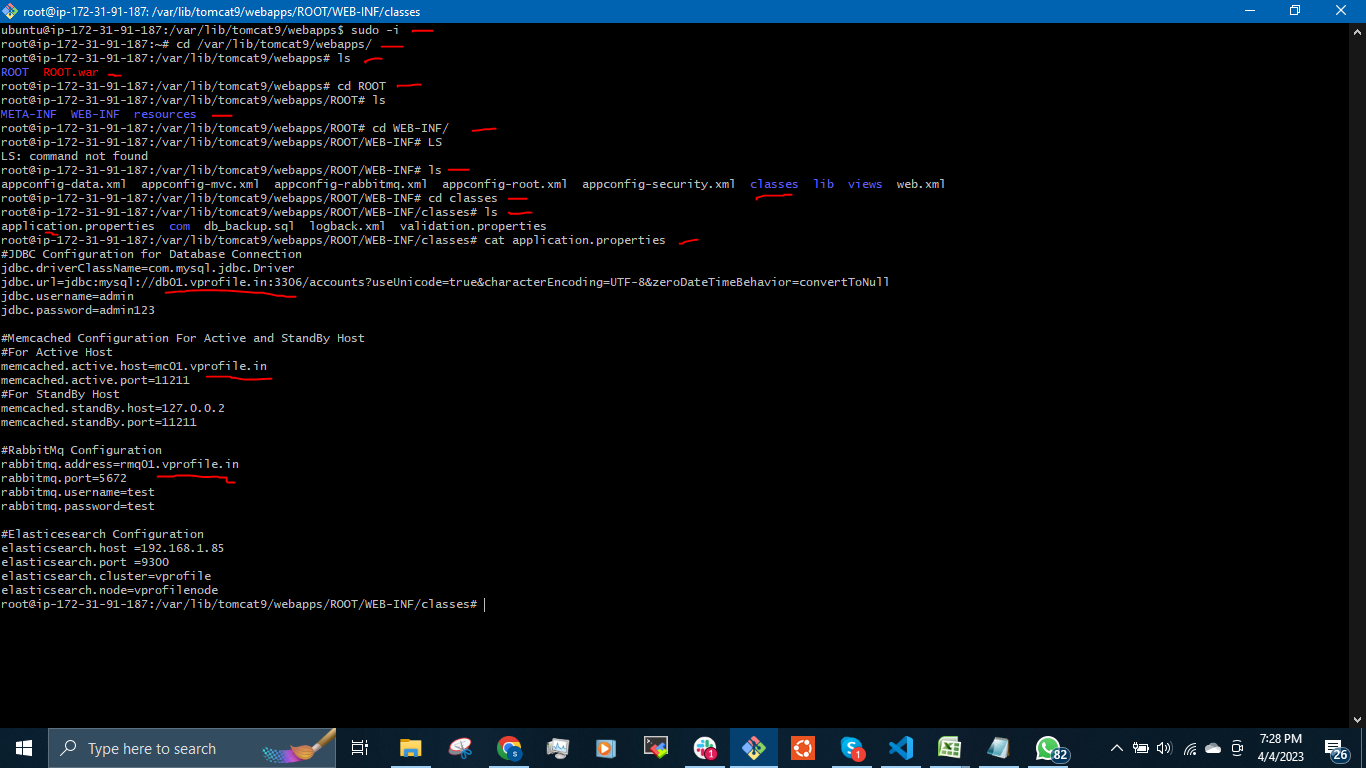 root@ip-172-31-91-187: /var/lib/tomcat9/webapps/ROOT/WEB-INF/classes
ubuntu@ip-172-31-91-187:/var/lib/tomcat9/webapps$ sudo -i
root@ip-172-31-91-187:~# cd /var/lib/tomcat9/webapps/
root@ip-172-31-91-187:/var/lib/tomcat9/webapps# ls
ROOT  ROOT.war
root@ip-172-31-91-187:/var/lib/tomcat9/webapps# cd ROOT
root@ip-172-31-91-187:/var/lib/tomcat9/webapps/ROOT# ls
META-INF  WEB-INF  resources
root@ip-172-31-91-187:/var/lib/tomcat9/webapps/ROOT# cd WEB-INF/
root@ip-172-31-91-187:/var/lib/tomcat9/webapps/ROOT/WEB-INF# LS
LS: command not found
root@ip-172-31-91-187:/var/lib/tomcat9/webapps/ROOT/WEB-INF# ls
appconfig-data.xml  appconfig-mvc.xml  appconfig-rabbitmq.xml  appconfig-root.xml  appconfig-security.xml  classes  lib  views  web.xml
root@ip-172-31-91-187:/var/lib/tomcat9/webapps/ROOT/WEB-INF# cd classes
root@ip-172-31-91-187:/var/lib/tomcat9/webapps/ROOT/WEB-INF/classes# ls
application.properties  com  db_backup.sql  logback.xml  validation.properties
root@ip-172-31-91-187:/var/lib/tomcat9/webapps/ROOT/WEB-INF/classes# cat application.properties
#JDBC Configuration for Database Connection
jdbc.driverClassName=com.mysql.jdbc.Driver
jdbc.url=jdbc:mysql://db01.vprofile.in:3306/accounts?useUnicode=true&characterEncoding=UTF-8&zeroDateTimeBehavior=convertToNull
jdbc.username=admin
jdbc.password=admin123

#Memcached Configuration For Active and StandBy Host
#For Active Host
memcached.active.host=mc01.vprofile.in
memcached.active.port=11211
#For StandBy Host
memcached.standBy.host=127.0.0.2
memcached.standBy.port=11211

#RabbitMq Configuration
rabbitmq.address=rmq01.vprofile.in
rabbitmq.port=5672
rabbitmq.username=test
rabbitmq.password=test

#Elasticesearch Configuration
elasticsearch.host =192.168.1.85
elasticsearch.port =9300
elasticsearch.cluster=vprofile
elasticsearch.node=vprofilenode
root@ip-172-31-91-187:/var/lib/tomcat9/webapps/ROOT/WEB-INF/classes#
Type here to search
S
1
1
82
7:28 PM
4/4/2023
26